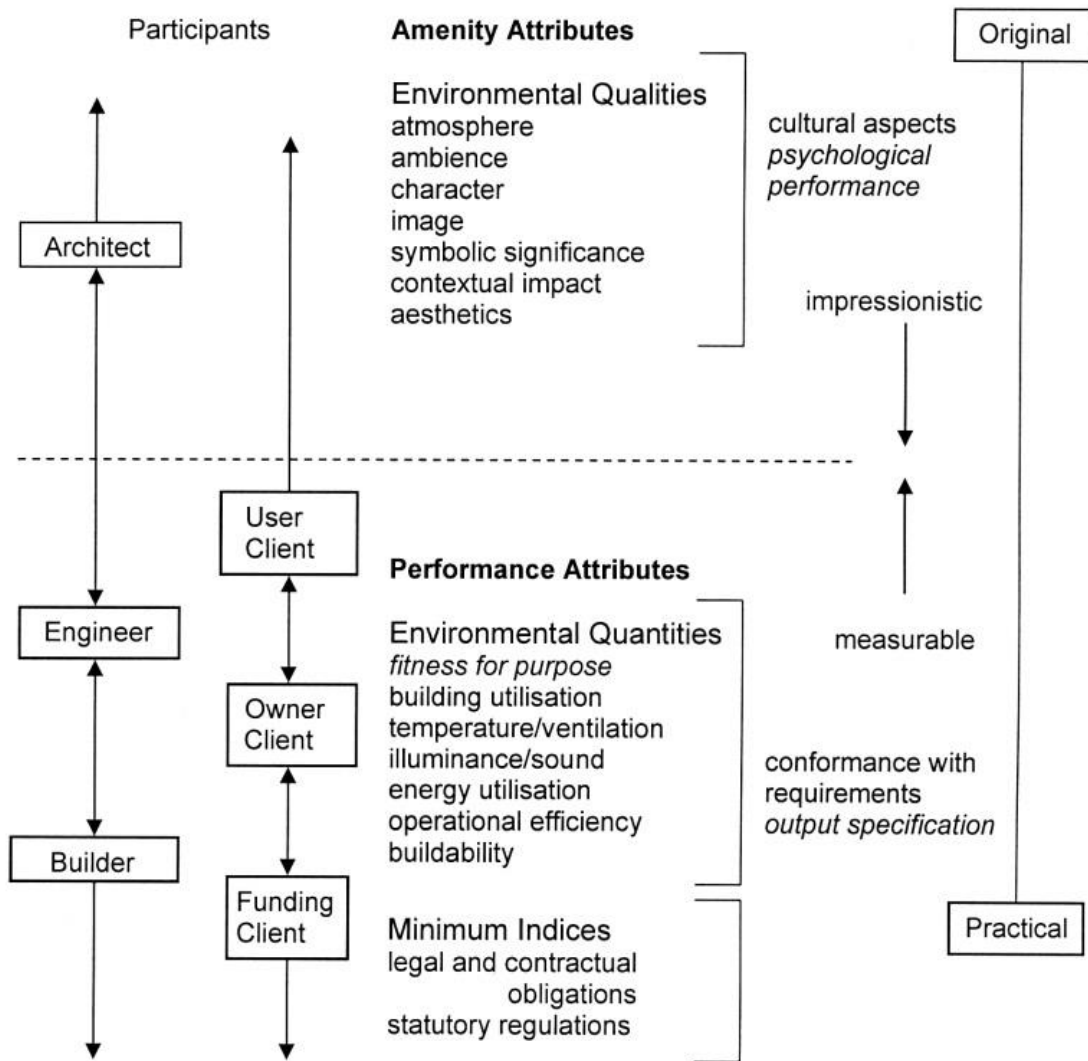 Participants
Amenity Attributes
Original
Environmental Qualities
atmosphere
ambience
character
image
symbolic significance
contextual impact
aesthetics
cultural aspects
psychological
performance
Architect
impressionistic
User
Client
Performance Attributes
Engineer
Environmental Quantities
fitness for purpose
building utilisation
temperature/ventilation
illuminance/sound
energy utilisation
operational efficiency
buildability
measurable
Owner
Client
conformance with
requirements
output specification
Builder
Funding
Client
Minimum Indices
legal and contractual
obligations
statutory regulations
Practical